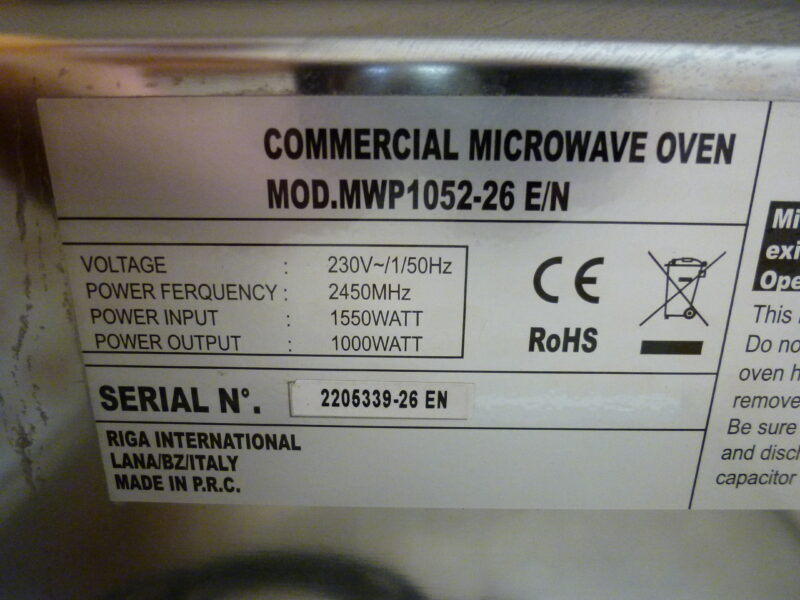 COMMERCIAL MICROWAVE OVEN
MOD.MWP1052-26 E/N
VOLTAGE : 230V~/1/50Hz
POWER FERQUENCY : 2450MHz
POWER INPUT : 1550WATT
POWER OUTPUT : 1000WATT
CE
RoHS
SERIAL N°. 2205339-26 EN
RIGA INTERNATIONAL
LANA/BZ/ITALY
MADE IN P.R.C.
This
Do
oven
remove
Be sure
and
capacitor